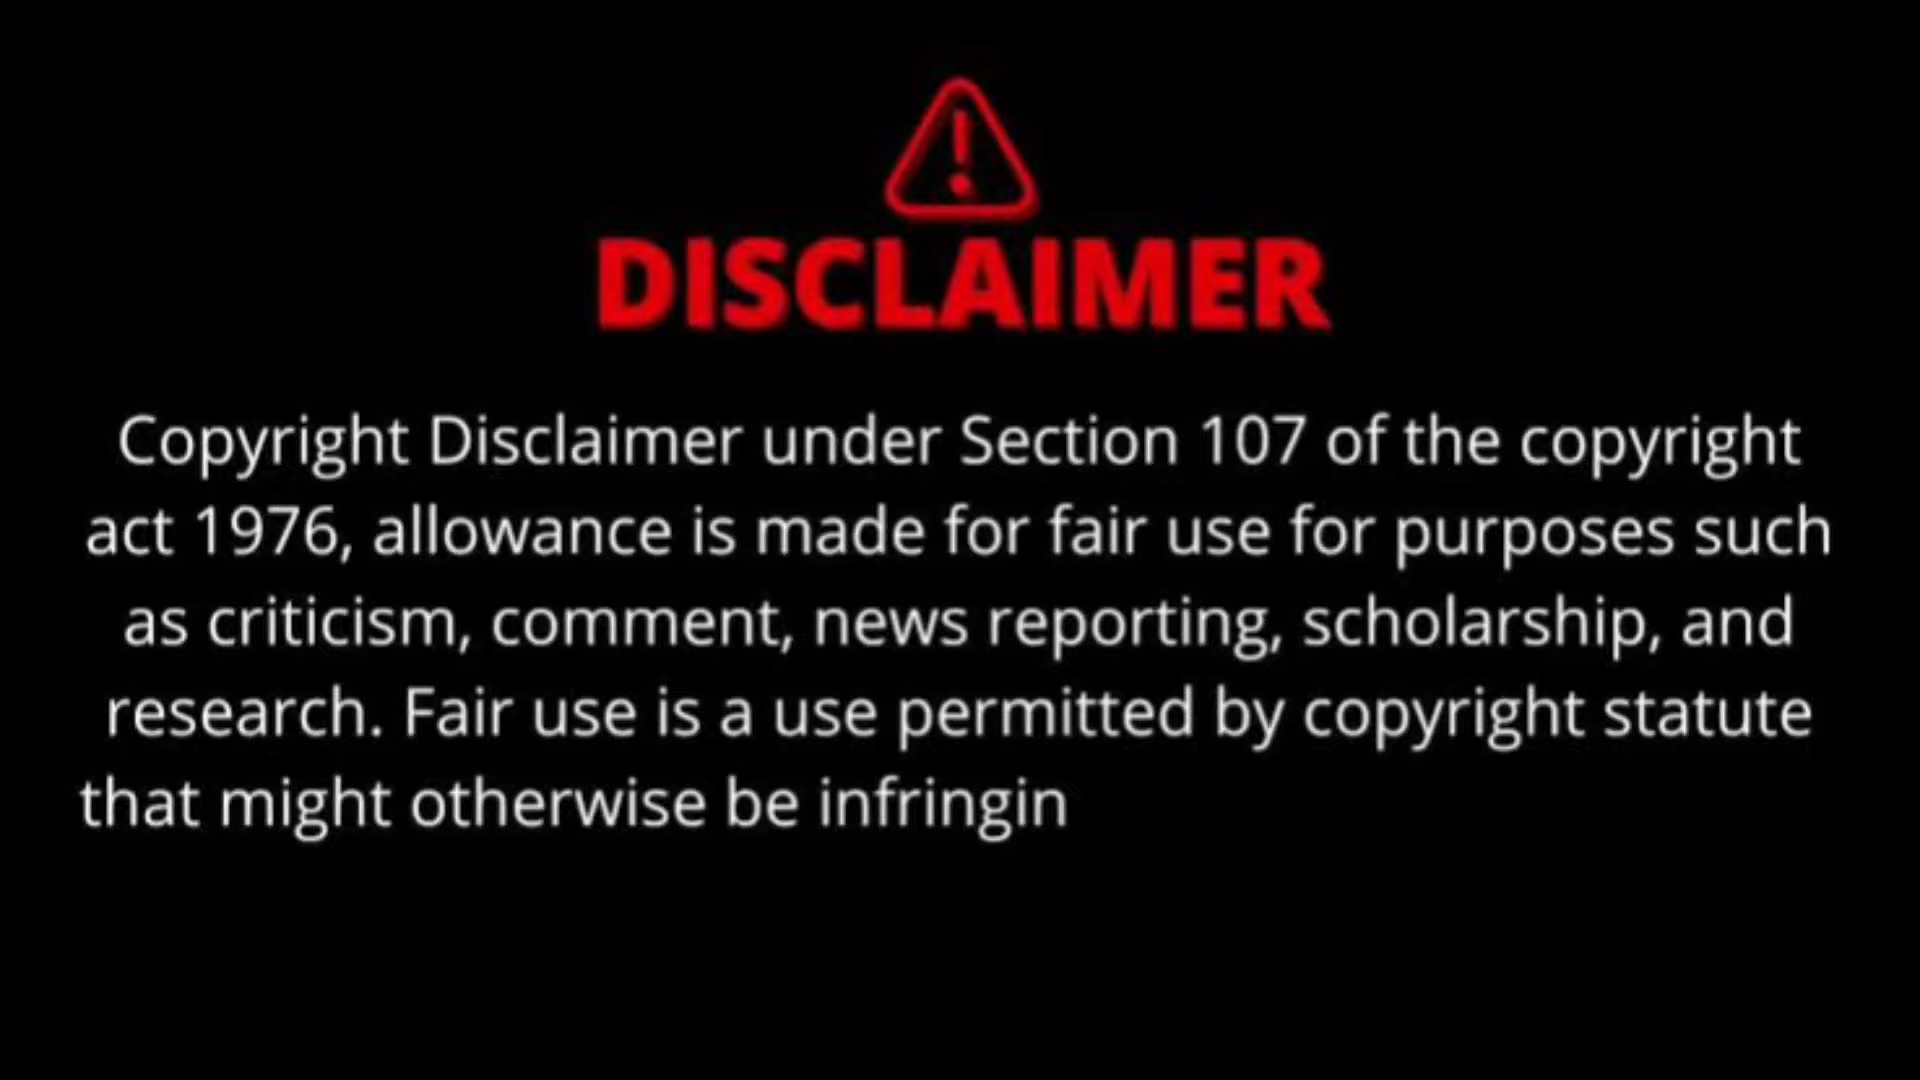 DISCLAIMER
Copyright Disclaimer under Section 107 of the copyright
act 1976, allowance is made for fair use for purposes such
as criticism, comment, news reporting, scholarship, and
research. Fair use is a use permitted by copyright statute
that might otherwise be infringin